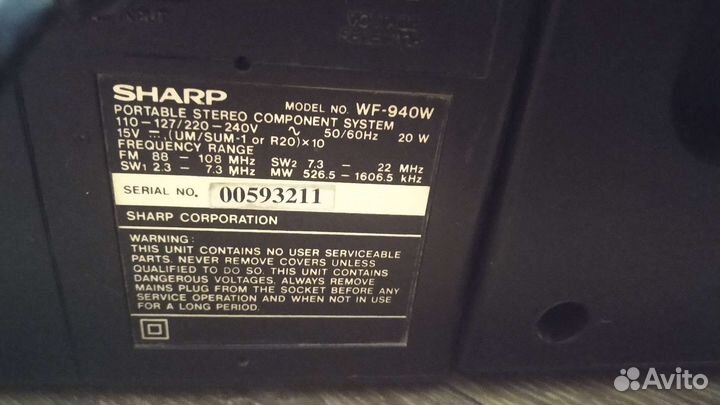 INPUT
VOLTAGE
SELECTOR
SHARP MODEL NO. WF-940W
PORTABLE STEREO COMPONENT SYSTEM
110-127/220-240V ~ 50/60Hz 20 W
15V ⎓, (UM/SUM-1 or R20)×10
FREQUENCY RANGE
FM 88 - 108 MHz SW2 7.3 - 22 MHz
SW1 2.3 - 7.3 MHz MW 526.5-1606.5 kHz
SERIAL NO. 00593211
SHARP CORPORATION
WARNING:
THIS UNIT CONTAINS NO USER SERVICEABLE
PARTS. NEVER REMOVE COVERS UNLESS
QUALIFIED TO DO SO. THIS UNIT CONTAINS
DANGEROUS VOLTAGES, ALWAYS REMOVE
MAINS PLUG FROM THE SOCKET BEFORE ANY
SERVICE OPERATION AND WHEN NOT IN USE
FOR A LONG PERIOD.
Avito